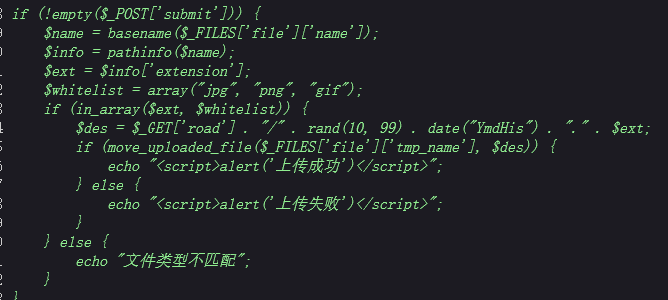 if (!empty($_POST['submit'])) {
    $name = basename($_FILES['file']['name']);
    $info = pathinfo($name);
    $ext = $info['extension'];
    $whitelist = array("jpg", "png", "gif");
    if (in_array($ext, $whitelist)) {
        $des = $_GET['road'] . "/" . rand(10, 99) . date("YmdHis") . "." . $ext;
        if (move_uploaded_file($_FILES['file']['tmp_name'], $des)) {
            echo "<script>alert('上传成功')</script>";
        } else {
            echo "<script>alert('上传失败')</script>";
        }
    } else {
        echo "文件类型不匹配";
    }
}